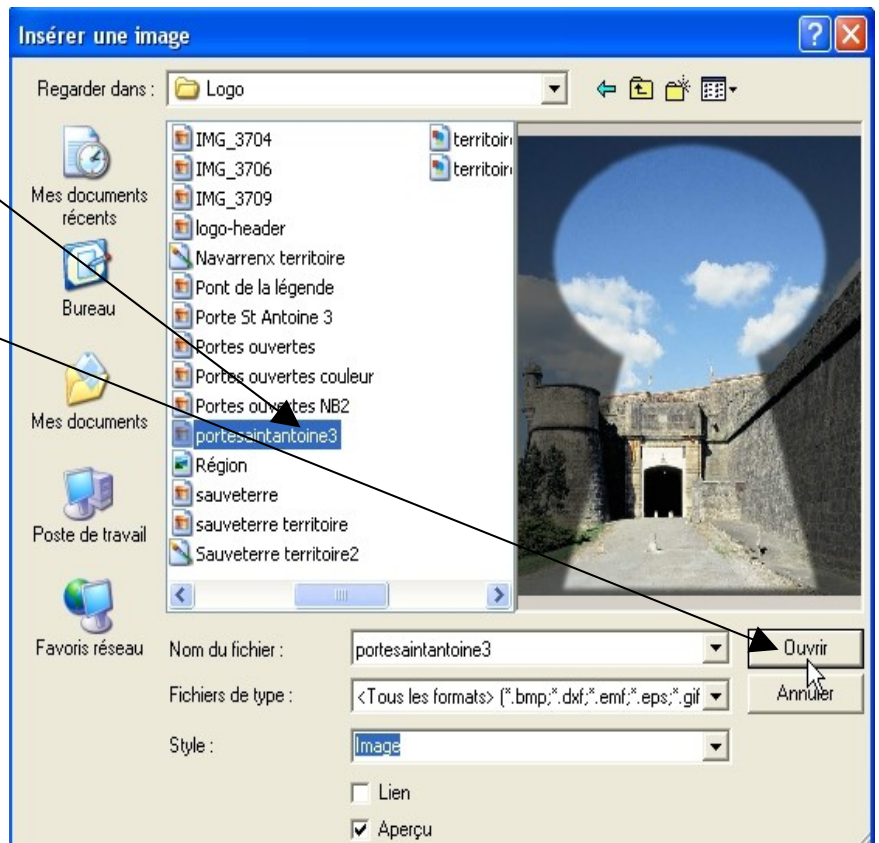 Insérer une image
Regarder dans :
Logo
Mes documents
récents
Bureau
Mes documents
Poste de travail
Favoris réseau
IMG_3704
IMG_3706
IMG_3709
logo-header
Navarrenx territoire
Pont de la légende
Porte St Antoine 3
Portes ouvertes
Portes ouvertes couleur
Portes ouvertes NB2
portesaintantoine3
Région
sauveterre
sauveterre territoire
Sauveterre territoire2
territoire
territoire
Nom du fichier :
portesaintantoine3
Ouvrir
Fichiers de type :
<Tous les formats> (*.bmp;*.dxf;*.emf;*.eps;*.gif
Annuler
Style :
Image
Lien
Aperçu